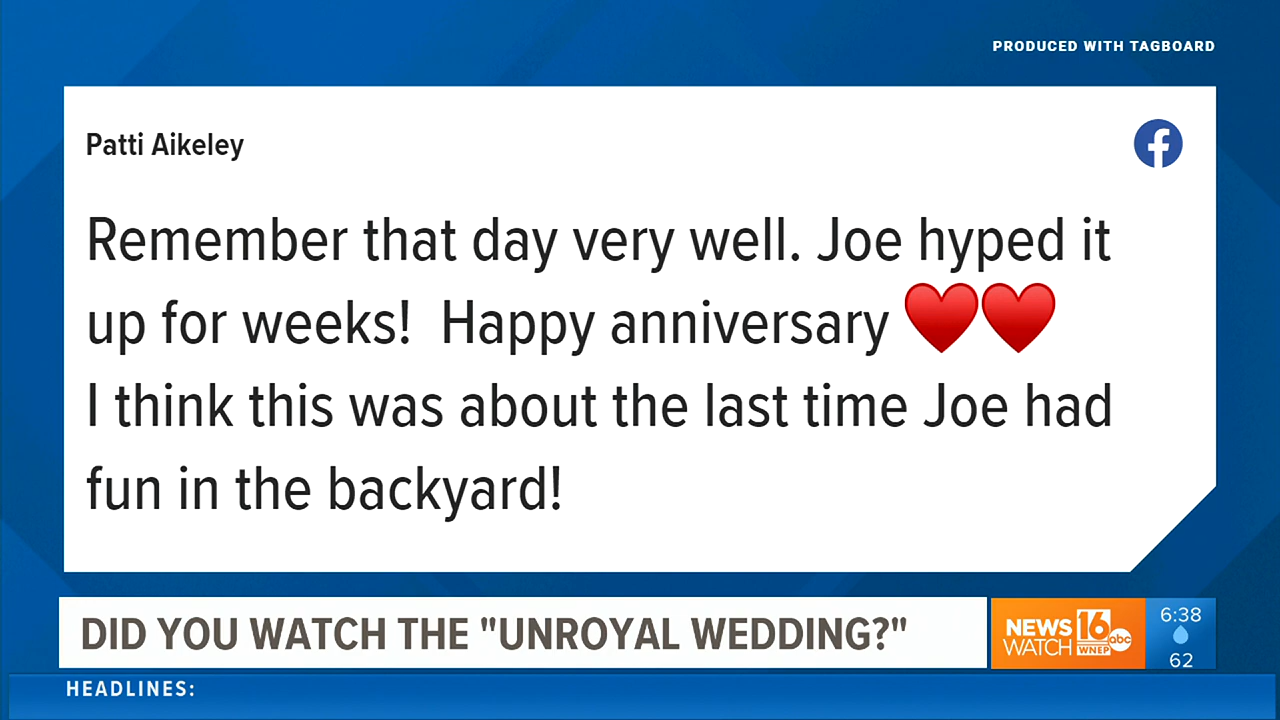 PRODUCED WITH TAGBOARD
Patti Aikeley
Remember that day very well. Joe hyped it
up for weeks!  Happy anniversary ♥️♥️
I think this was about the last time Joe had
fun in the backyard!
DID YOU WATCH THE "UNROYAL WEDDING?"
NEWS WATCH 16 WNEP abc
6:38
62
HEADLINES: